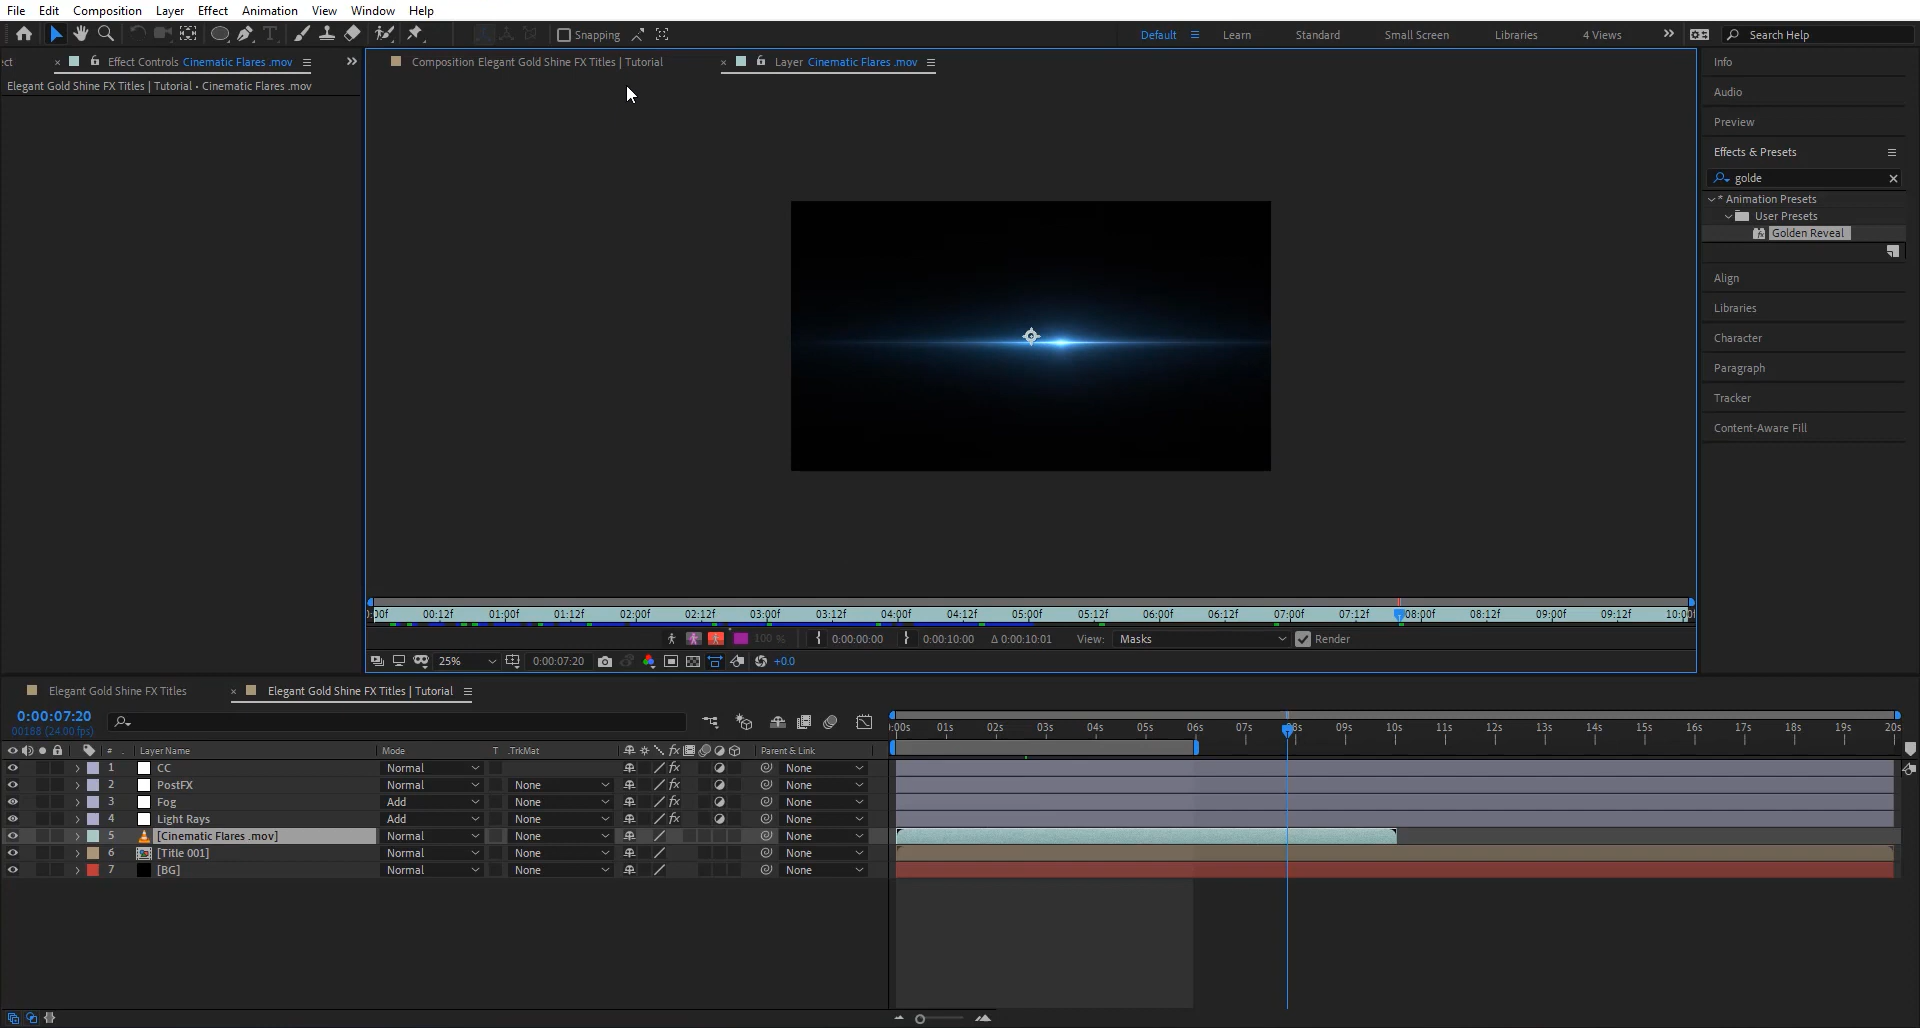 File Edit Composition Layer Effect Animation View Window Help
Snapping Default Learn Standard Small Screen Libraries 4 Views Search Help
ect × Effect Controls Cinematic Flares .mov
Elegant Gold Shine FX Titles | Tutorial • Cinematic Flares .mov
Composition Elegant Gold Shine FX Titles | Tutorial × Layer Cinematic Flares .mov
Info
Audio
Preview
Effects & Presets
golde
* Animation Presets
User Presets
Golden Reveal
Align
Libraries
Character
Paragraph
Tracker
Content-Aware Fill
):00f 00:12f 01:00f 01:12f 02:00f 02:12f 03:00f 03:12f 04:00f 04:12f 05:00f 05:12f 06:00f 06:12f 07:00f 07:12f 08:00f 08:12f 09:00f 09:12f 10:00f
100 % 0:00:00:00 0:00:10:00 Δ 0:00:10:01 View: Masks Render
25% 0:00:07:20 +0.0
Elegant Gold Shine FX Titles × Elegant Gold Shine FX Titles | Tutorial
0:00:07:20
00188 (24.00 fps)
:00s 01s 02s 03s 04s 05s 06s 07s 08s 09s 10s 11s 12s 13s 14s 15s 16s 17s 18s 19s 20s
# Layer Name Mode T .TrkMat Parent & Link
1 CC Normal None
2 PostFX Normal None None
3 Fog Add None None
4 Light Rays Add None None
5 [Cinematic Flares .mov] Normal None None
6 [Title 001] Normal None None
7 [BG] Normal None None